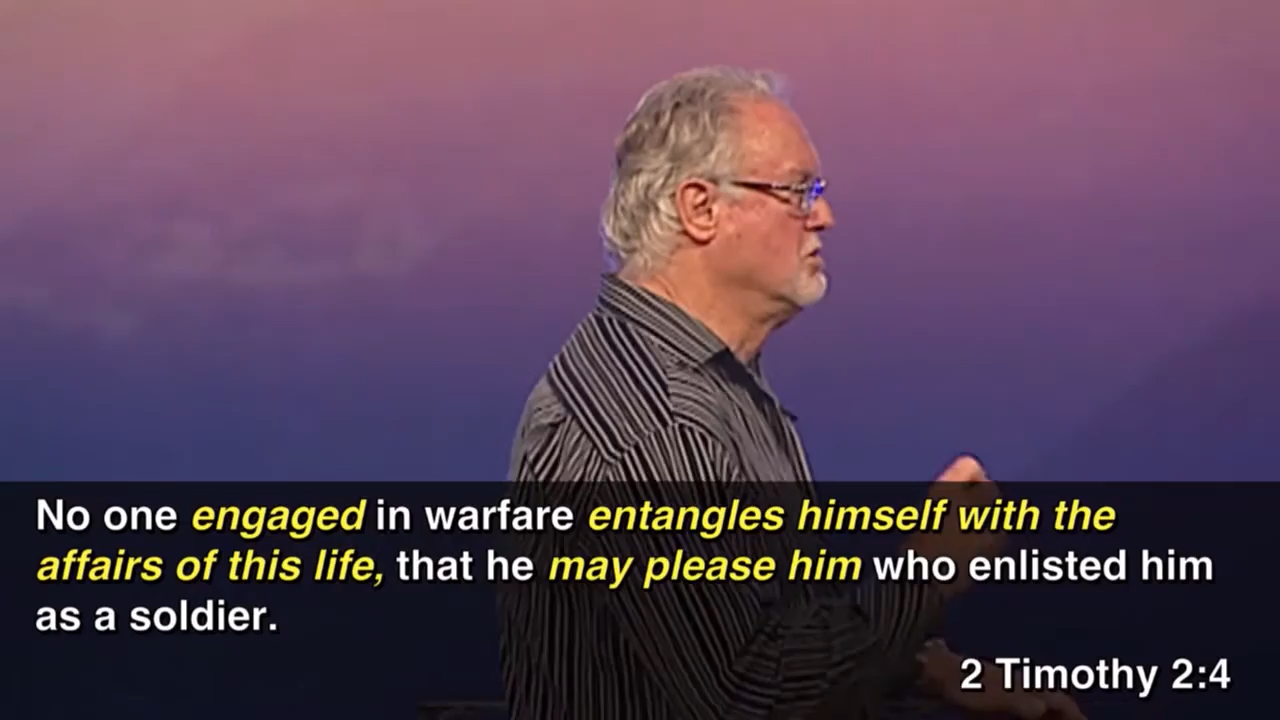 No one engaged in warfare entangles himself with the
affairs of this life, that he may please him who enlisted him
as a soldier.
2 Timothy 2:4